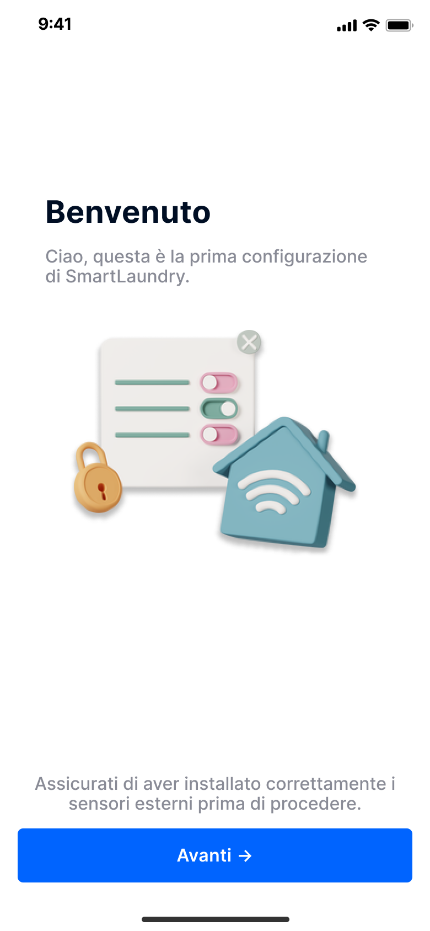 9:41
Benvenuto
Ciao, questa è la prima configurazione
di SmartLaundry.
Assicurati di aver installato correttamente i
sensori esterni prima di procedere.
Avanti →